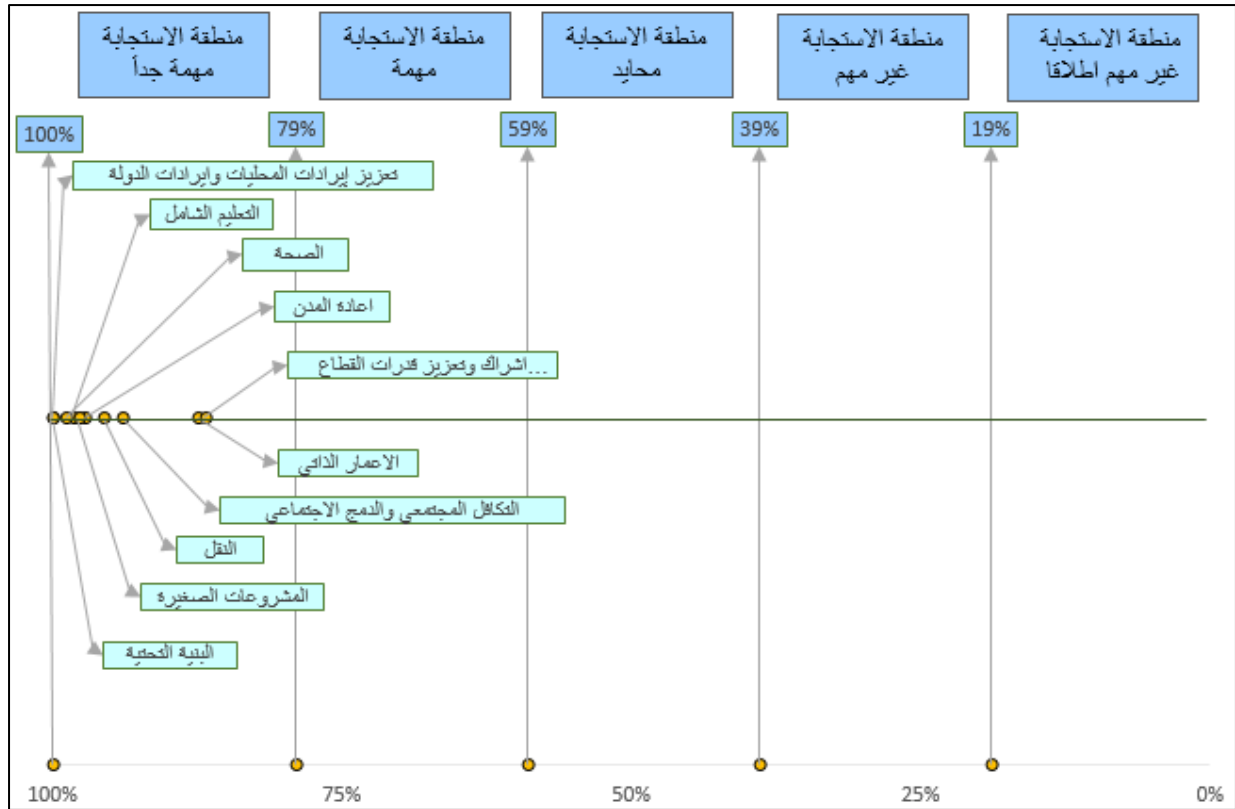 منطقة الاستجابة
مهمة جداً
منطقة الاستجابة
مهمة
منطقة الاستجابة
محايد
منطقة الاستجابة
غير مهم
منطقة الاستجابة
غير مهم اطلاقا
100%
79%
59%
39%
19%
تعزيز إيرادات المحليات وايرادات الدولة
التعليم الشامل
الصحة
اعادة المدن
اشراك وتعزيز قدرات القطاع...
الاعمار الذاتي
التكافل المجتمعي والدمج الاجتماعي
النقل
المشروعات الصغيرة
البنية التحتية
100%
75%
50%
25%
0%